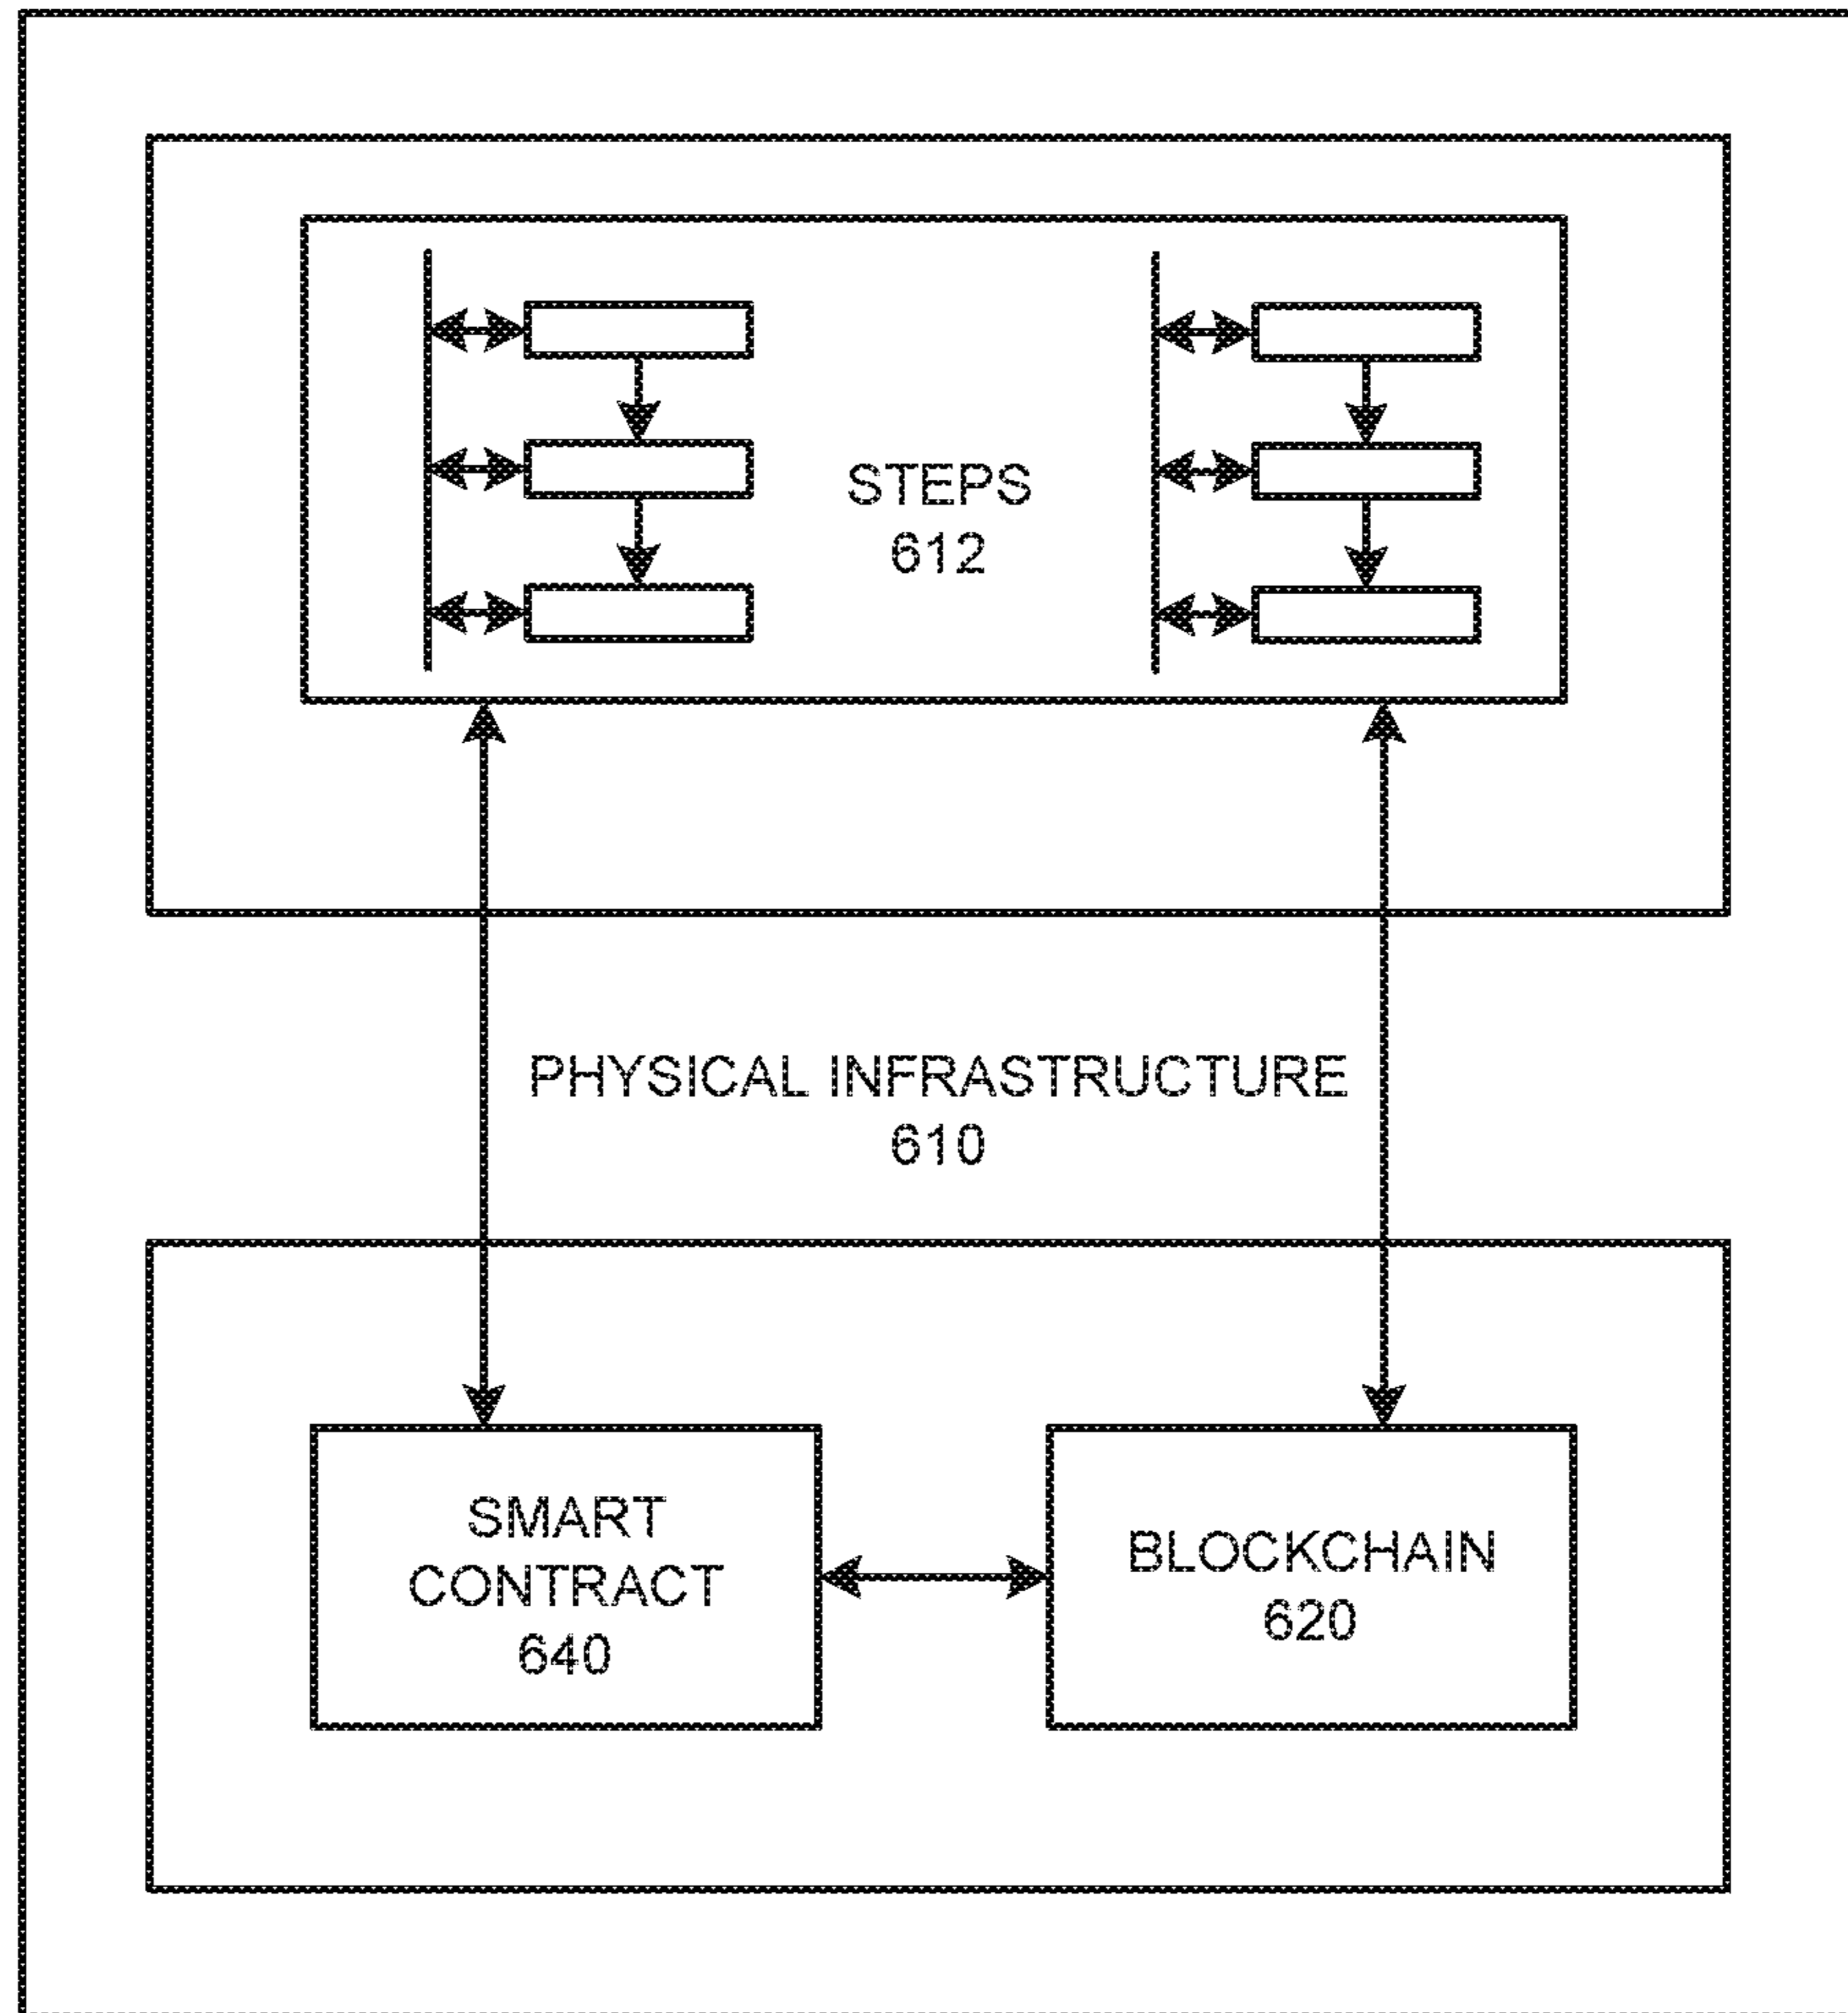 STEPS
612
PHYSICAL INFRASTRUCTURE
610
SMART
CONTRACT
640
BLOCKCHAIN
620